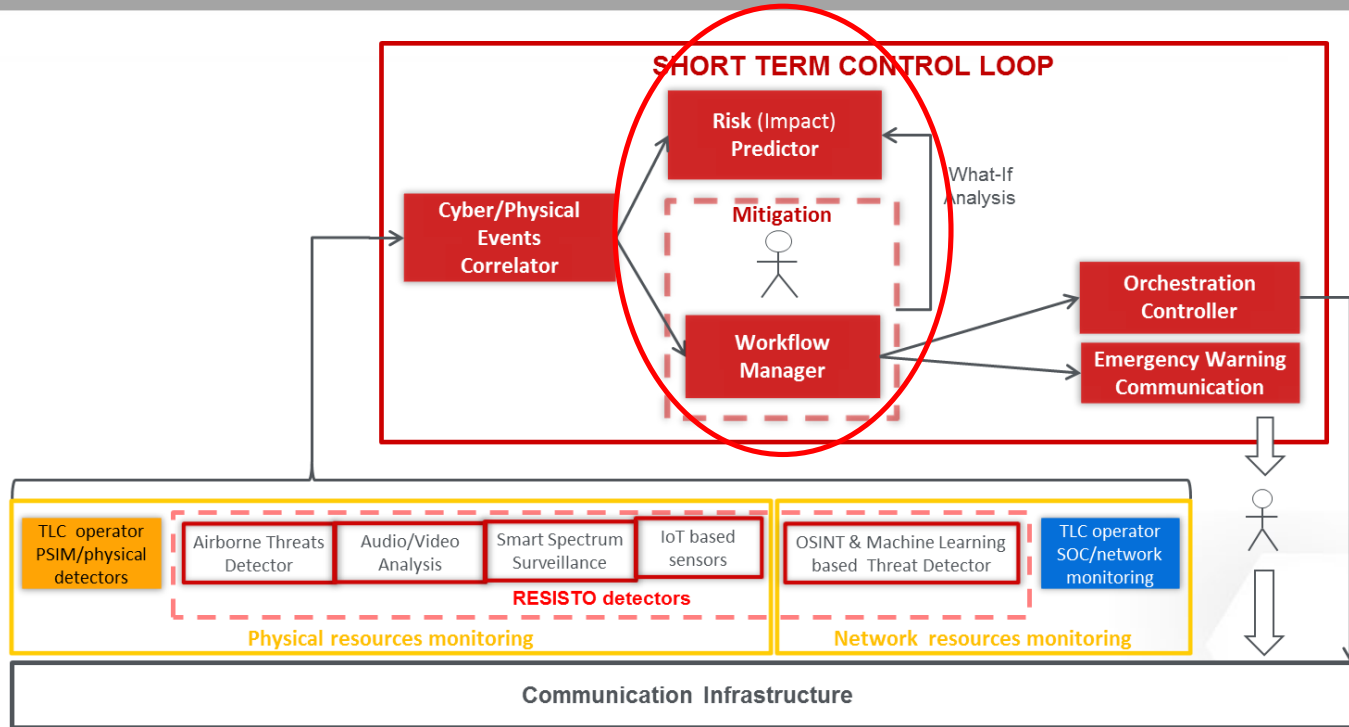 SHORT TERM CONTROL LOOP
Risk (Impact)
Predictor
What-If
Analysis
Cyber/Physical
Events
Correlator
Mitigation
Workflow
Manager
Orchestration
Controller
Emergency Warning
Communication
TLC operator
PSIM/physical
detectors
Airborne Threats
Detector
Audio/Video
Analysis
Smart Spectrum
Surveillance
IoT based
sensors
OSINT & Machine Learning
based Threat Detector
TLC operator
SOC/network
monitoring
RESISTO detectors
Physical resources monitoring
Network resources monitoring
Communication Infrastructure